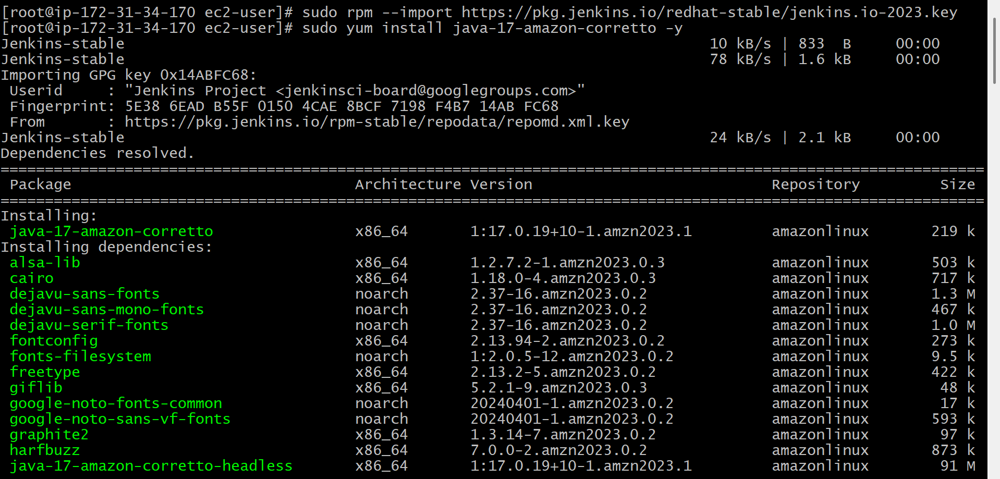 [root@ip-172-31-34-170 ec2-user]# sudo rpm --import https://pkg.jenkins.io/redhat-stable/jenkins.io-2023.key
[root@ip-172-31-34-170 ec2-user]# sudo yum install java-17-amazon-corretto -y
Jenkins-stable 10 kB/s | 833 B 00:00
Jenkins-stable 78 kB/s | 1.6 kB 00:00
Importing GPG key 0x14ABFC68:
Userid : "Jenkins Project <jenkinsci-board@googlegroups.com>"
Fingerprint: 5E38 6EAD B55F 0150 4CAE 8BCF 7198 F4B7 14AB FC68
From : https://pkg.jenkins.io/rpm-stable/repodata/repomd.xml.key
Jenkins-stable 24 kB/s | 2.1 kB 00:00
Dependencies resolved.
===============================================================================================================
Package Architecture Version Repository Size
===============================================================================================================
Installing:
java-17-amazon-corretto x86_64 1:17.0.19+10-1.amzn2023.1 amazonlinux 219 k
Installing dependencies:
alsa-lib x86_64 1.2.7.2-1.amzn2023.0.3 amazonlinux 503 k
cairo x86_64 1.18.0-4.amzn2023.0.3 amazonlinux 717 k
dejavu-sans-fonts noarch 2.37-16.amzn2023.0.2 amazonlinux 1.3 M
dejavu-sans-mono-fonts noarch 2.37-16.amzn2023.0.2 amazonlinux 467 k
dejavu-serif-fonts noarch 2.37-16.amzn2023.0.2 amazonlinux 1.0 M
fontconfig x86_64 2.13.94-2.amzn2023.0.2 amazonlinux 273 k
fonts-filesystem noarch 1:2.0.5-12.amzn2023.0.2 amazonlinux 9.5 k
freetype x86_64 2.13.2-5.amzn2023.0.2 amazonlinux 422 k
giflib x86_64 5.2.1-9.amzn2023.0.3 amazonlinux 48 k
google-noto-fonts-common noarch 20240401-1.amzn2023.0.2 amazonlinux 17 k
google-noto-sans-vf-fonts noarch 20240401-1.amzn2023.0.2 amazonlinux 593 k
graphite2 x86_64 1.3.14-7.amzn2023.0.2 amazonlinux 97 k
harfbuzz x86_64 7.0.0-2.amzn2023.0.2 amazonlinux 873 k
java-17-amazon-corretto-headless x86_64 1:17.0.19+10-1.amzn2023.1 amazonlinux 91 M